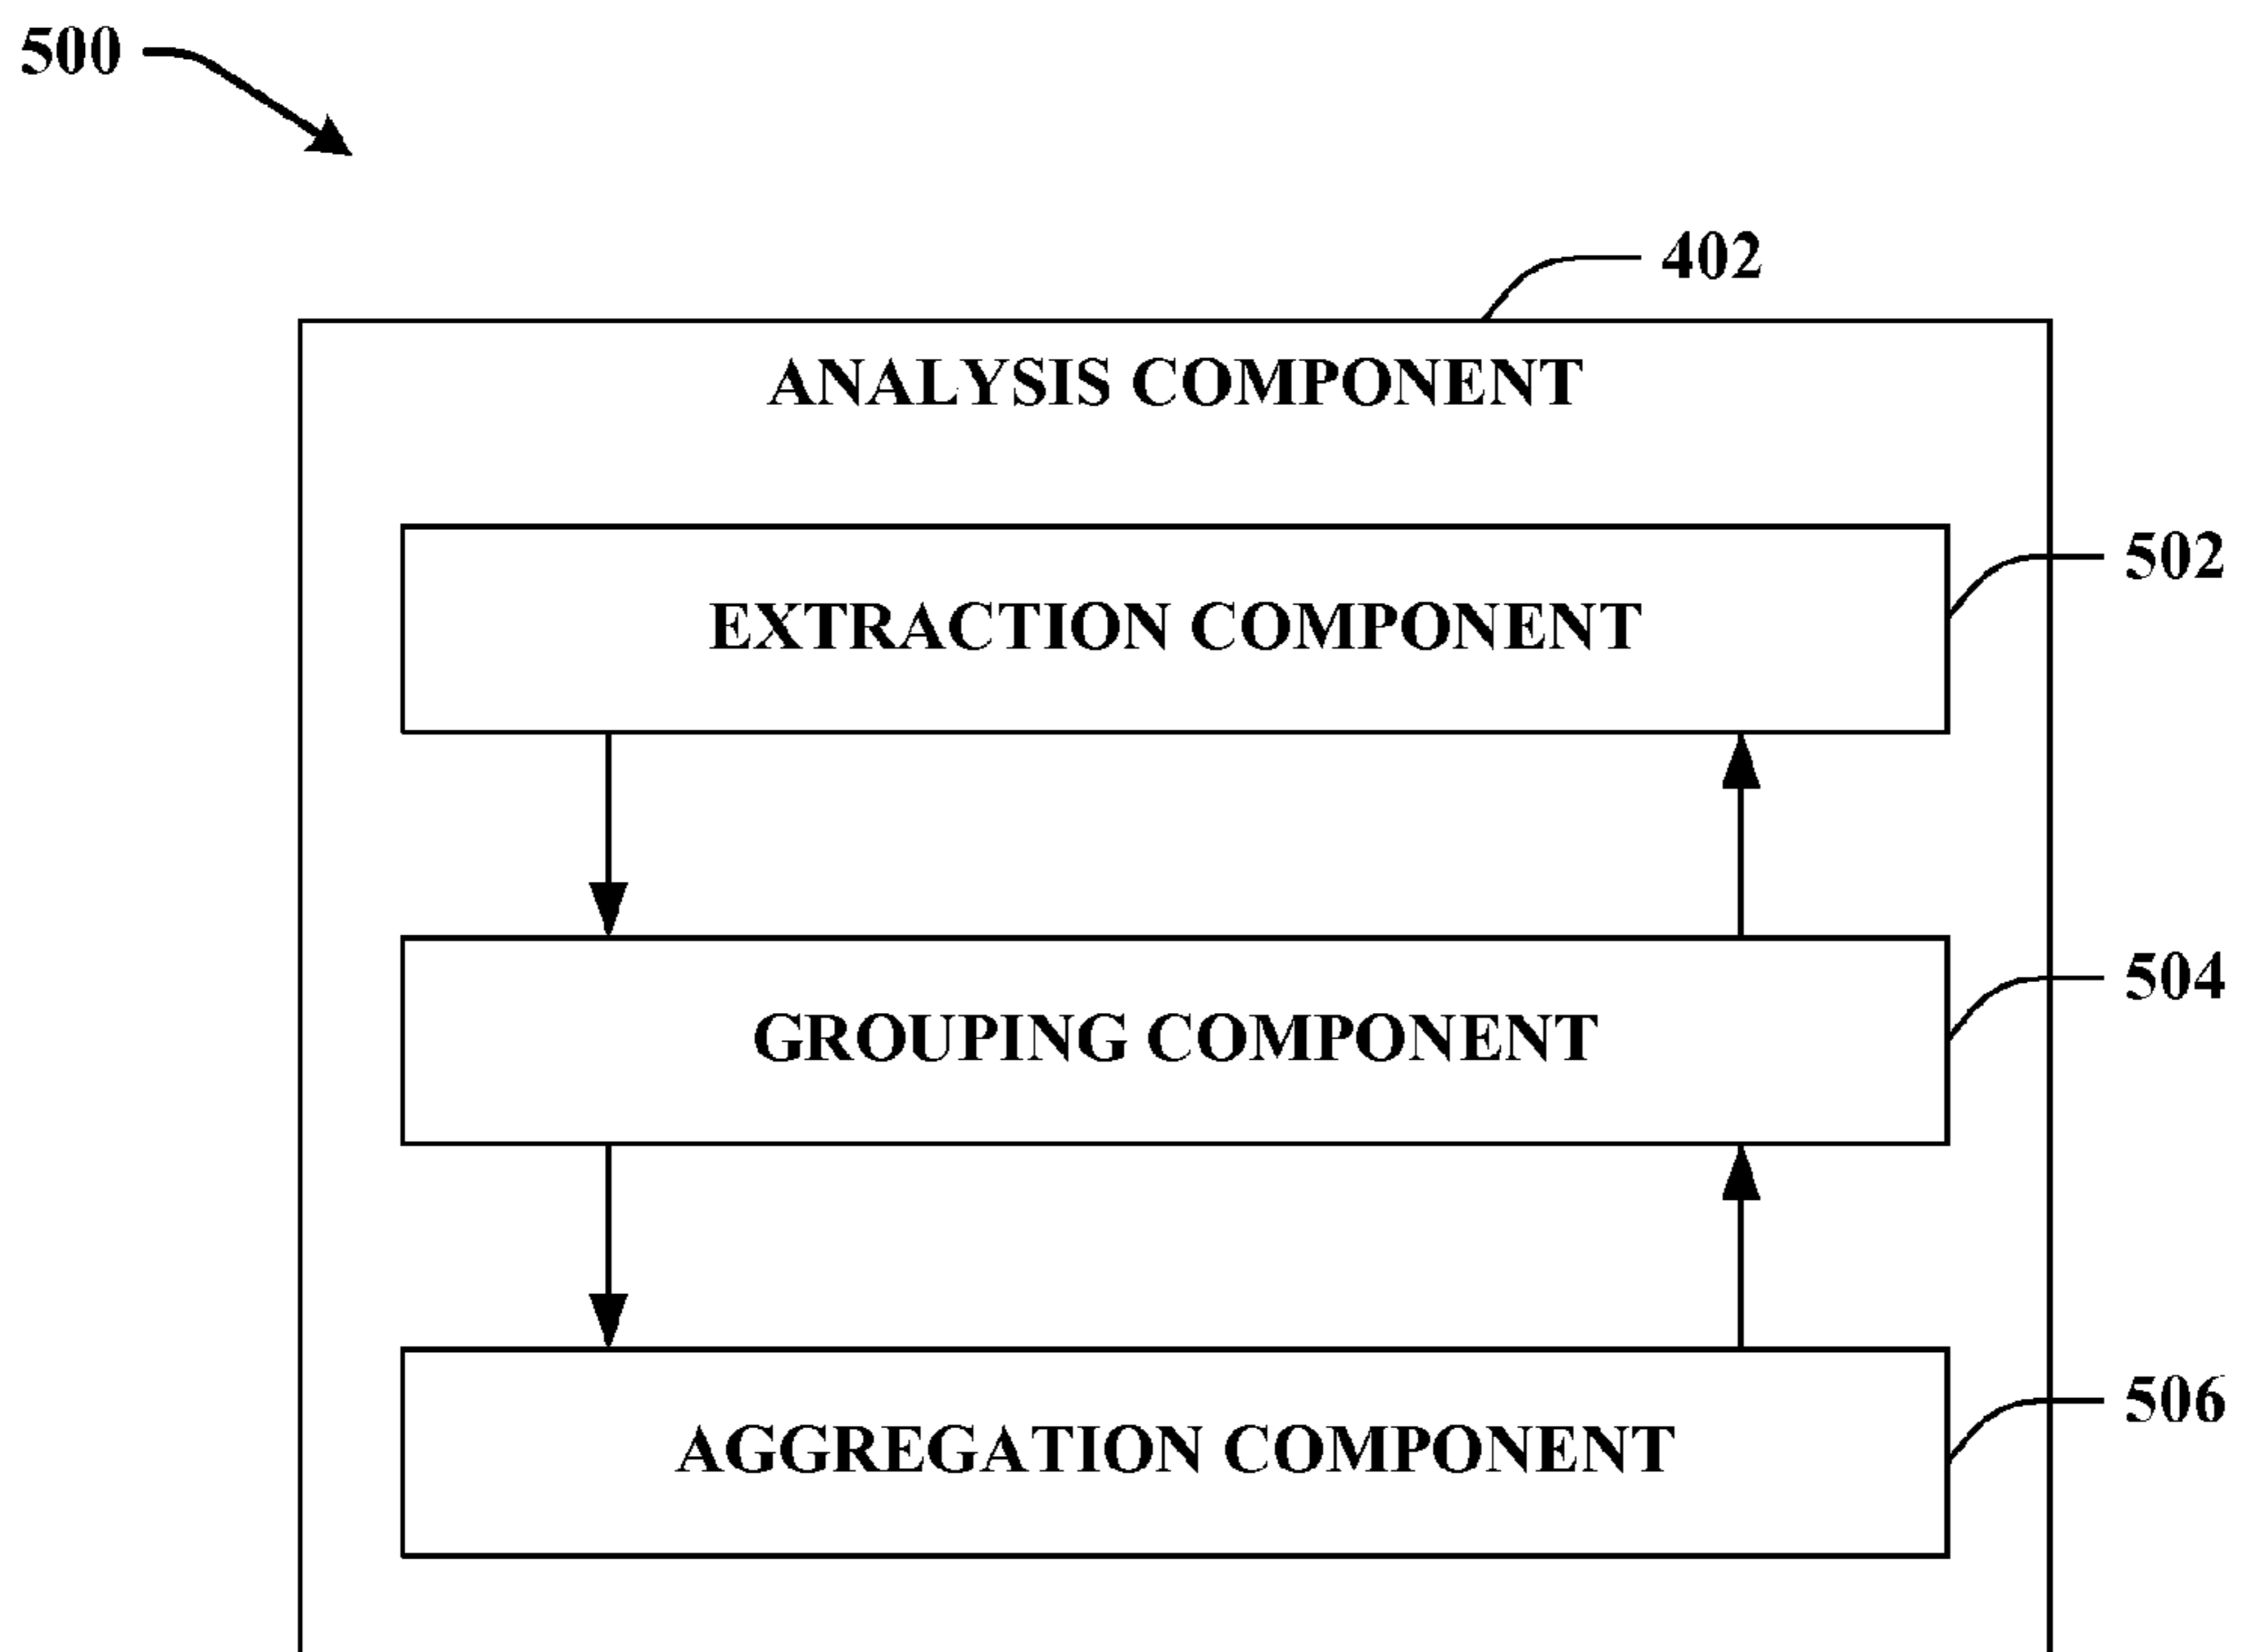 500
402
ANALYSIS COMPONENT
502
EXTRACTION COMPONENT
504
GROUPING COMPONENT
506
AGGREGATION COMPONENT